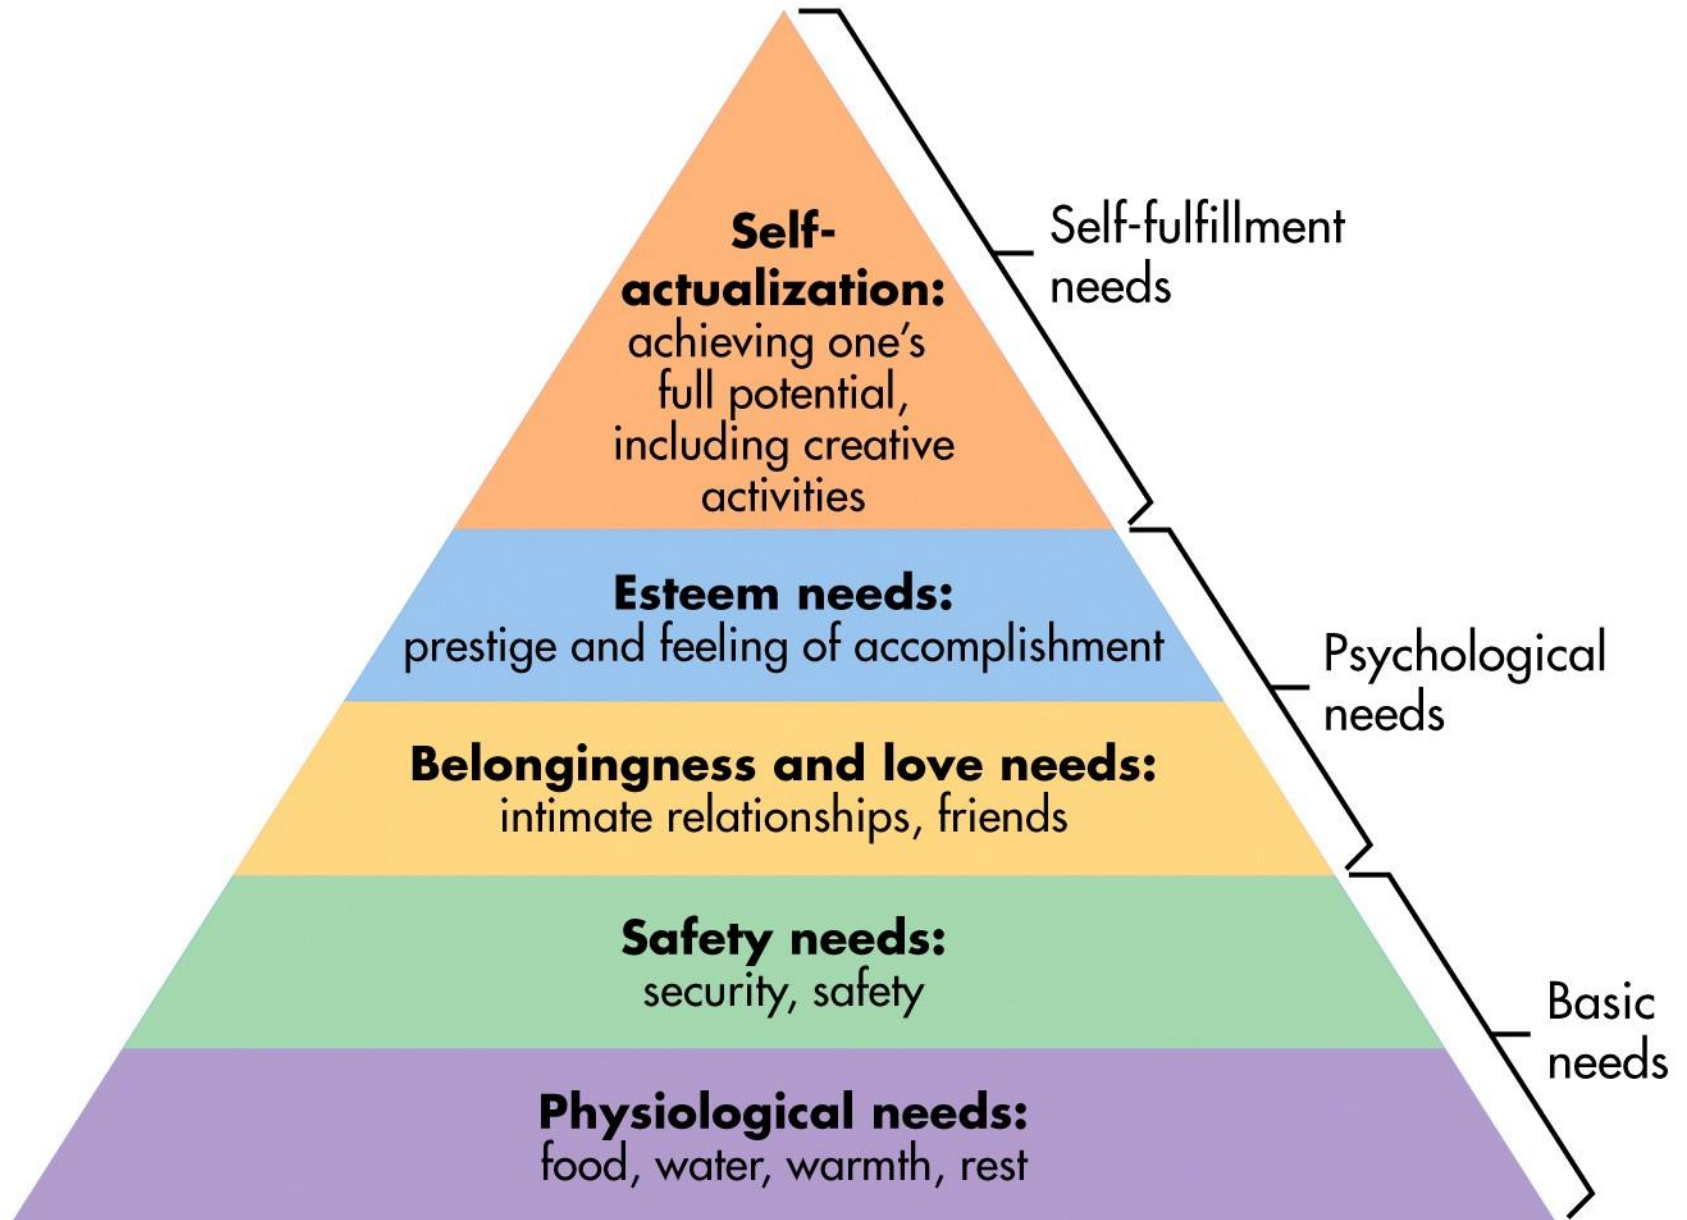 Self-
actualization:
achieving one’s
full potential,
including creative
activities
Self-fulfillment
needs
Esteem needs:
prestige and feeling of accomplishment
Psychological
needs
Belongingness and love needs:
intimate relationships, friends
Safety needs:
security, safety
Basic
needs
Physiological needs:
food, water, warmth, rest